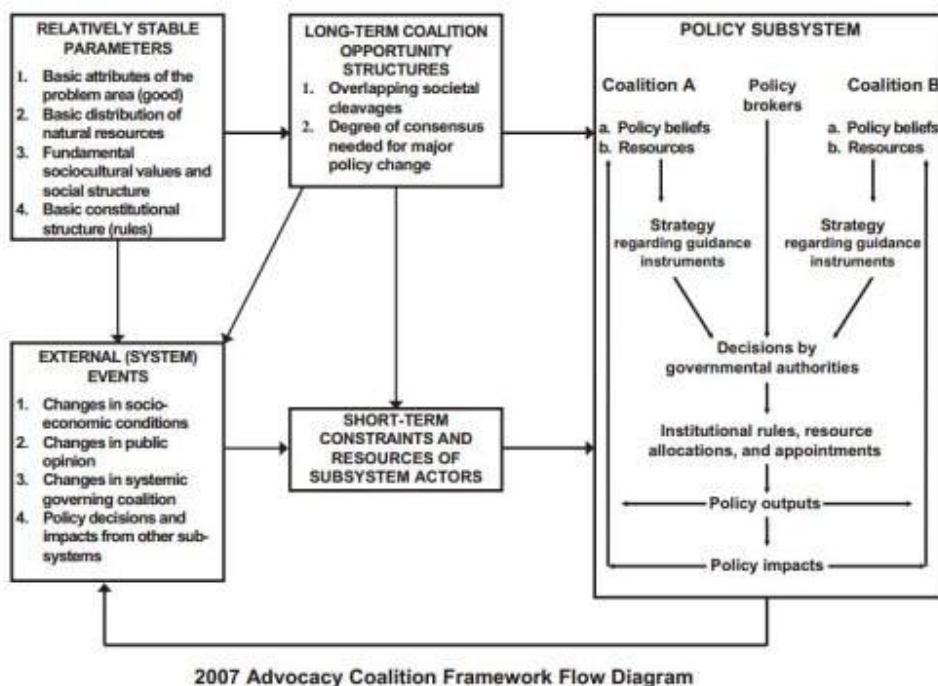 RELATIVELY STABLE
PARAMETERS
1. Basic attributes of the
problem area (good)
2. Basic distribution of
natural resources
3. Fundamental
sociocultural values and
social structure
4. Basic constitutional
structure (rules)
LONG-TERM COALITION
OPPORTUNITY
STRUCTURES
1. Overlapping societal
cleavages
2. Degree of consensus
needed for major
policy change
POLICY SUBSYSTEM
Coalition A
a. Policy beliefs
b. Resources
Policy
brokers
Coalition B
a. Policy beliefs
b. Resources
Strategy
regarding guidance
instruments
Strategy
regarding guidance
instruments
Decisions by
governmental authorities
Institutional rules, resource
allocations, and appointments
Policy outputs
Policy impacts
EXTERNAL (SYSTEM)
EVENTS
1. Changes in socio-
economic conditions
2. Changes in public
opinion
3. Changes in systemic
governing coalition
4. Policy decisions and
impacts from other sub-
systems
SHORT-TERM
CONSTRAINTS AND
RESOURCES OF
SUBSYSTEM ACTORS
2007 Advocacy Coalition Framework Flow Diagram